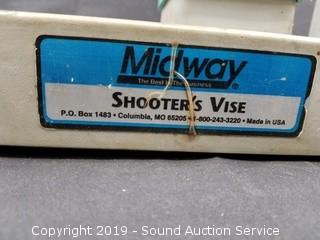 Midway
The Best in The Business
®
SHOOTER'S VISE
P.O. Box 1483 • Columbia, MO 65205 • 1-800-243-3220 • Made in USA
Copyright 2019 - Sound Auction Service